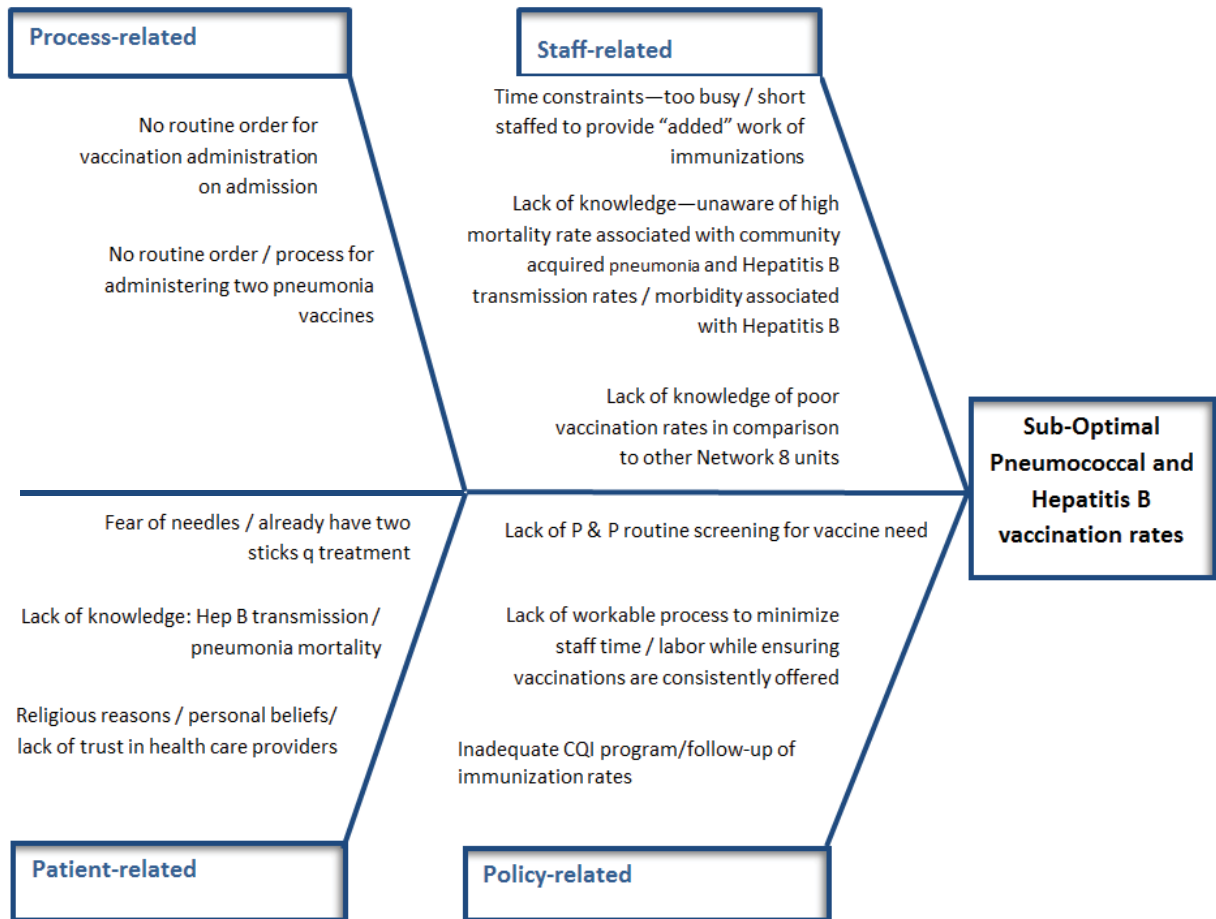 Process-related
No routine order for
vaccination administration
on admission
No routine order / process for
administering two pneumonia
vaccines
Staff-related
Time constraints—too busy / short
staffed to provide “added” work of
immunizations
Lack of knowledge—unaware of high
mortality rate associated with community
acquired pneumonia and Hepatitis B
transmission rates / morbidity associated
with Hepatitis B
Lack of knowledge of poor
vaccination rates in comparison
to other Network 8 units
Sub-Optimal
Pneumococcal and
Hepatitis B
vaccination rates
Fear of needles / already have two
sticks q treatment
Lack of knowledge: Hep B transmission /
pneumonia mortality
Religious reasons / personal beliefs/
lack of trust in health care providers
Patient-related
Lack of P & P routine screening for vaccine need
Lack of workable process to minimize
staff time / labor while ensuring
vaccinations are consistently offered
Inadequate CQI program/follow-up of
immunization rates
Policy-related